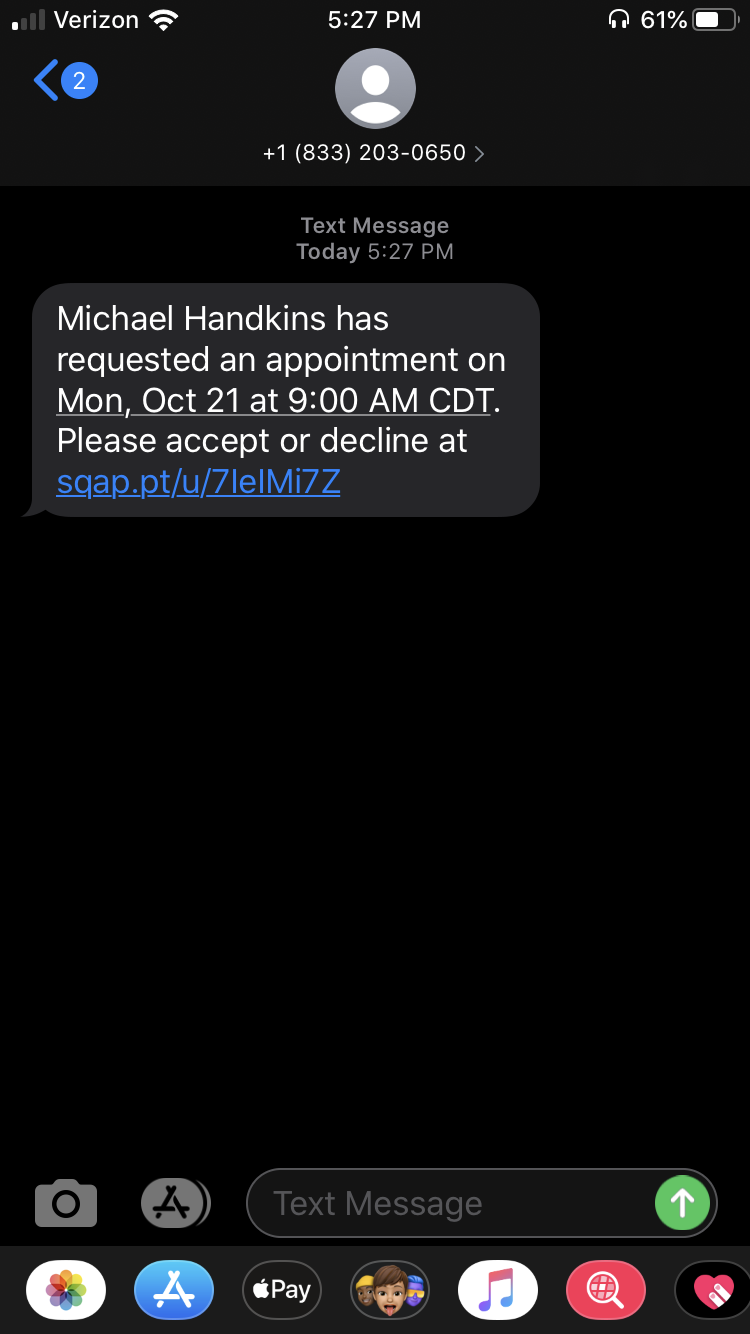 Verizon 5:27 PM 61%
2
+1 (833) 203-0650
Text Message
Today 5:27 PM
Michael Handkins has
requested an appointment on
Mon, Oct 21 at 9:00 AM CDT.
Please accept or decline at
sqap.pt/u/7IeIMi7Z
Text Message
Pay